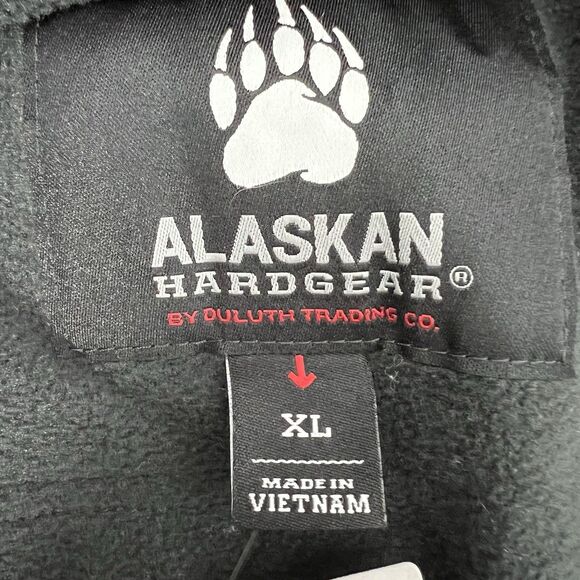 ALASKAN
HARDGEAR®
BY DULUTH TRADING CO.
XL
MADE IN
VIETNAM